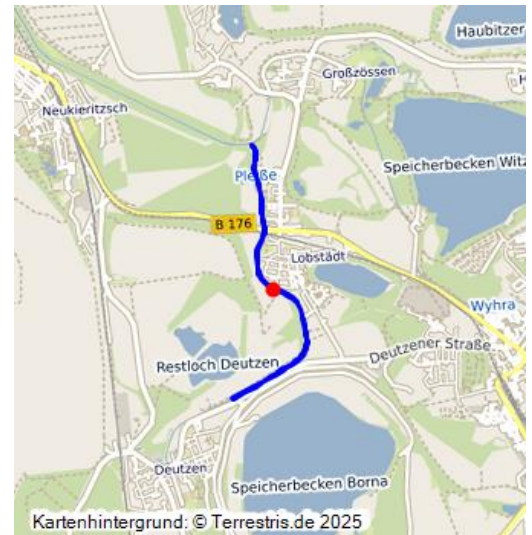 Haubitzer
Großzössen
H
Neukieritzsch
Pleiße
Speicherbecken Witz
B 176
Lobstädt
Wyhra
Deutzener Straße
Restloch Deutzen
Deutzen
Speicherbecken Borna
Kartenhintergrund: © Terrestris.de 2025